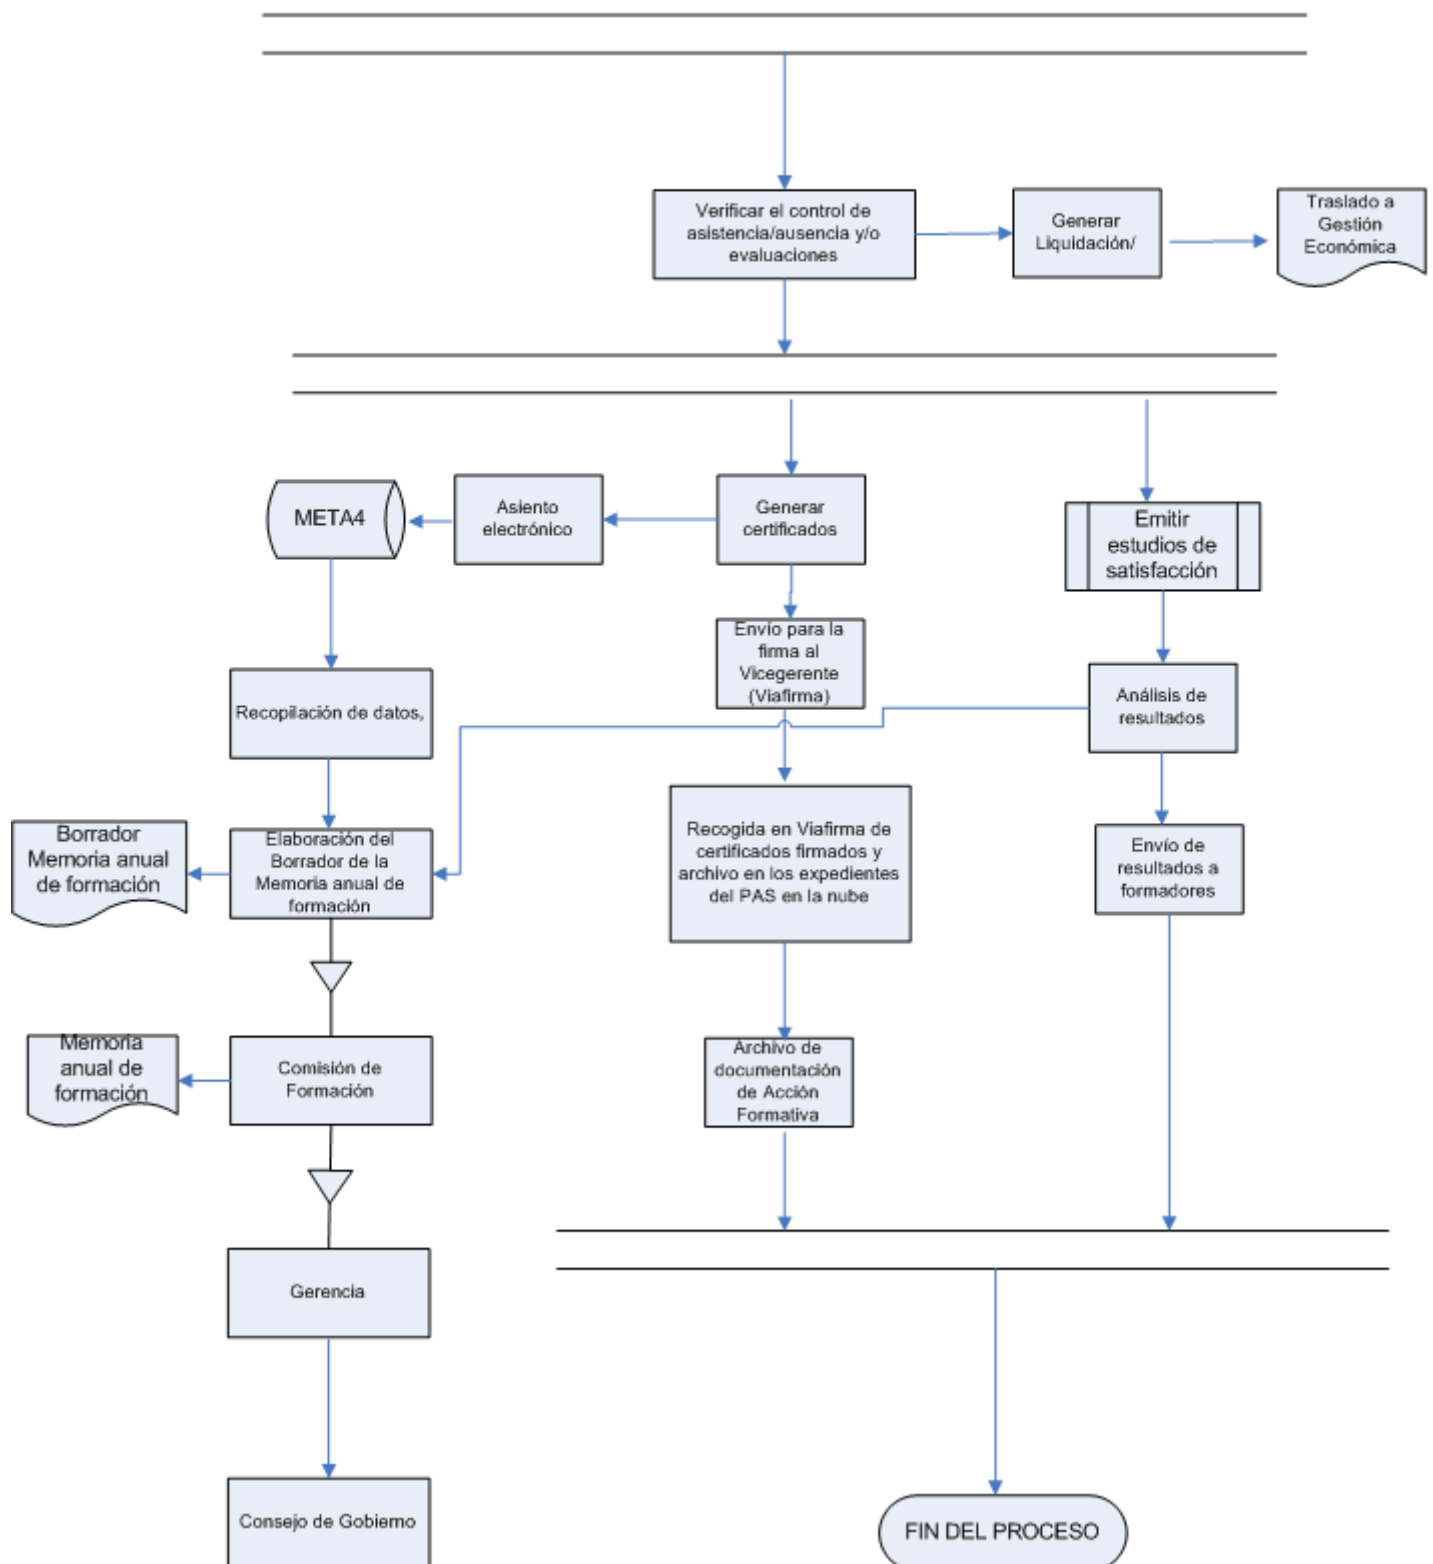 Verificar el control de
asistencia/ausencia y/o
evaluaciones
Generar
Liquidación/
Traslado a
Gestión
Económica
META4
Asiento
electrónico
Generar
certificados
Emitir
estudios de
satisfacción
Envío para la
firma al
Vicegerente
(Viafirma)
Recopilación de datos,
Análisis de
resultados
Borrador
Memoria anual
de formación
Elaboración del
Borrador de la
Memoria anual de
formación
Recogida en Viafirma de
certificados firmados y
archivo en los expedientes
del PAS en la nube
Envío de
resultados a
formadores
Memoria
anual de
formación
Comisión de
Formación
Archivo de
documentación
de Acción
Formativa
Gerencia
Consejo de Gobierno
FIN DEL PROCESO